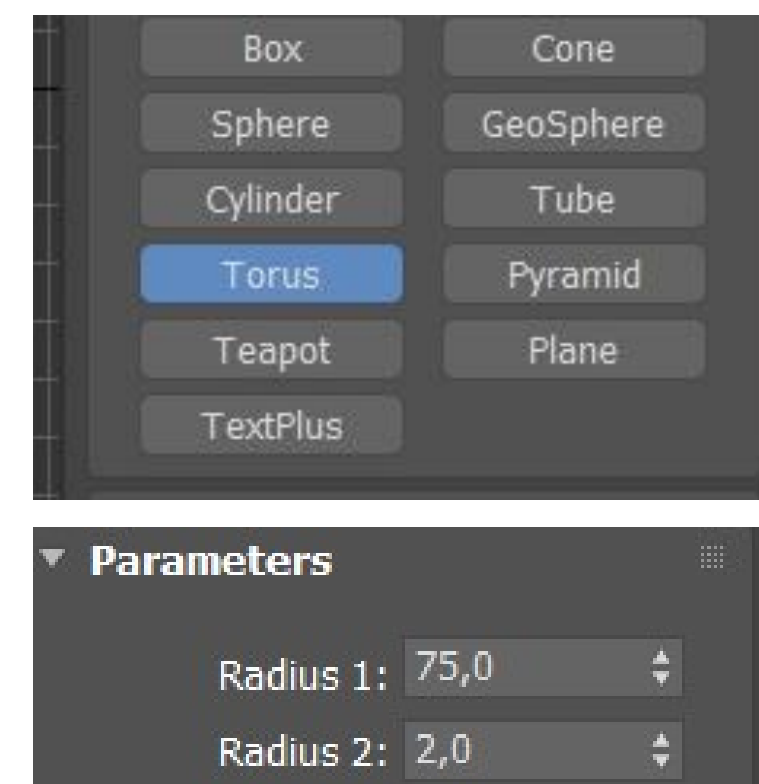 Box Cone
Sphere GeoSphere
Cylinder Tube
Torus Pyramid
Teapot Plane
TextPlus
Parameters
Radius 1: 75,0
Radius 2: 2,0